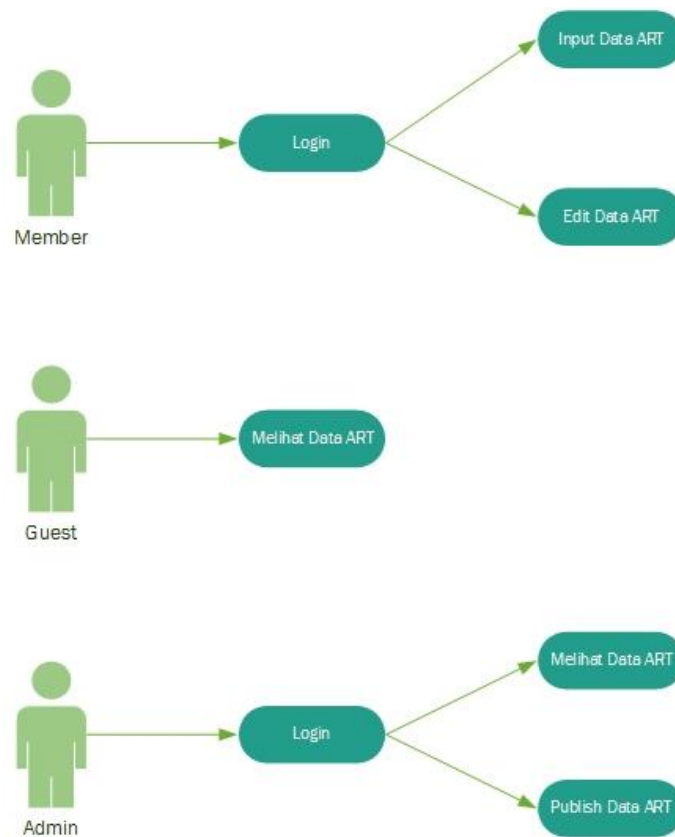 Input Data ART
Login
Edit Data ART
Member
Melihat Data ART
Guest
Melihat Data ART
Login
Publish Data ART
Admin